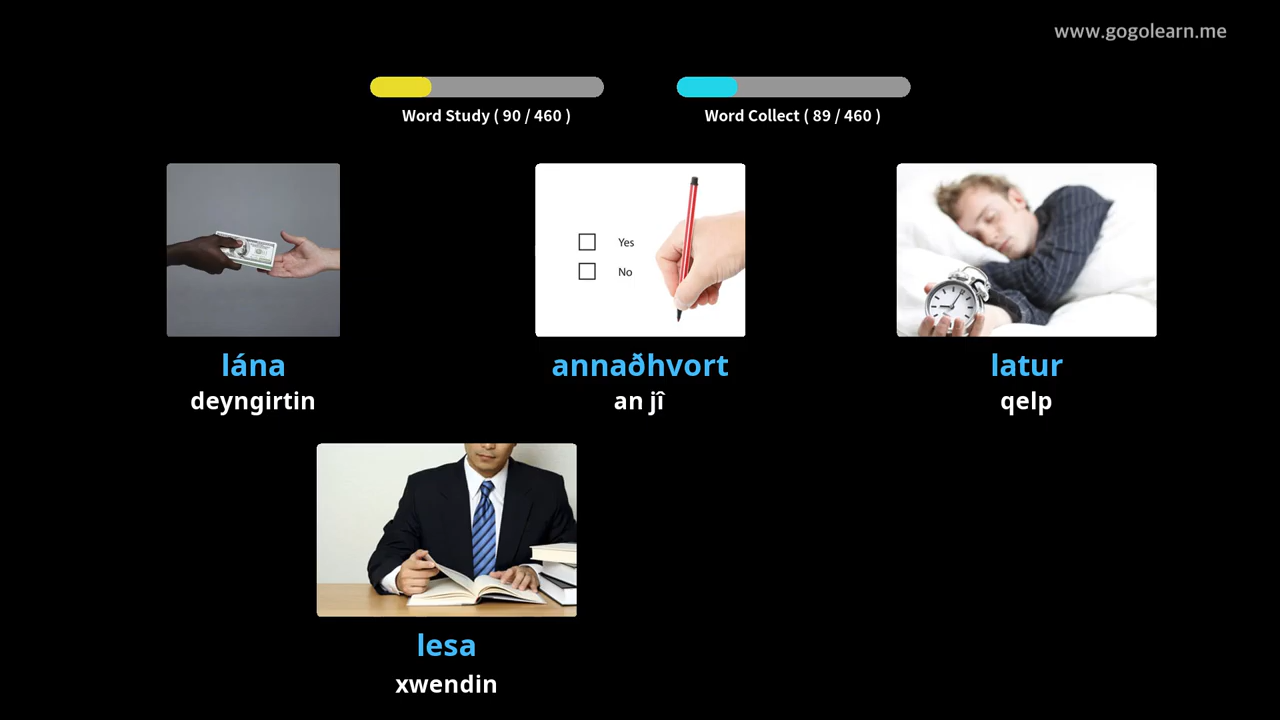 www.gogolearn.me
Word Study ( 90 / 460 )
Word Collect ( 89 / 460 )
Yes
No
lána
deyngirtin
annaðhvort
an jî
latur
qelp
lesa
xwendin